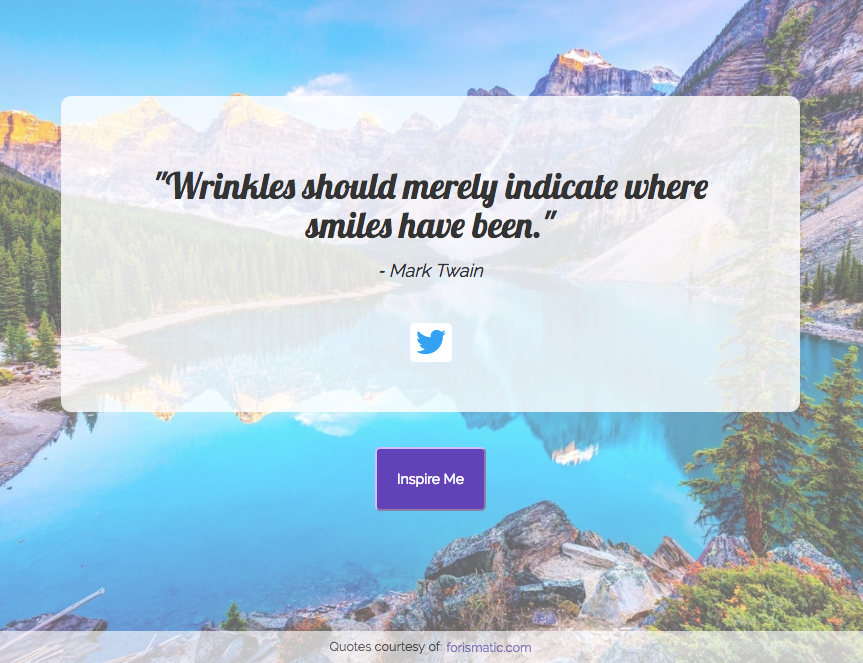 "Wrinkles should merely indicate where
smiles have been."
- Mark Twain
Inspire Me
Quotes courtesy of: forismatic.com